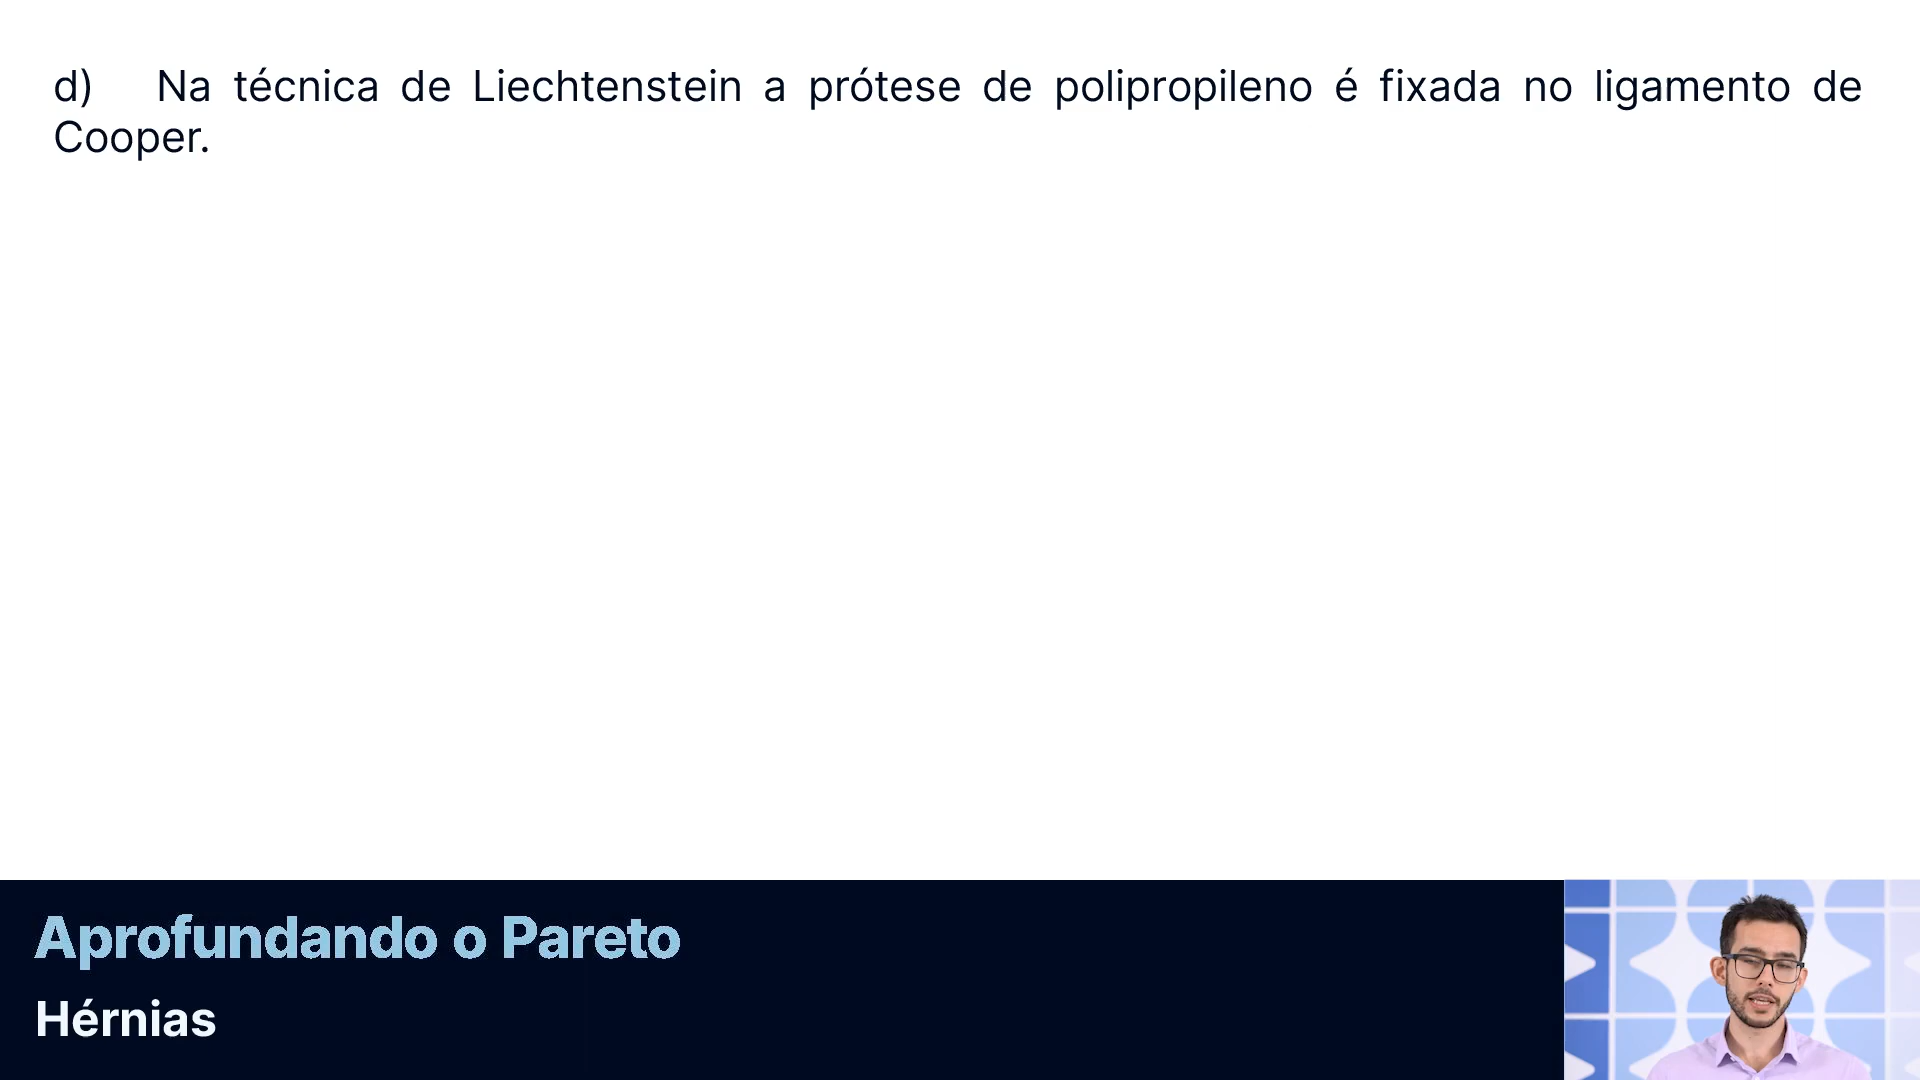 d) Na técnica de Liechtenstein a prótese de polipropileno é fixada no ligamento de
Cooper.
Aprofundando o Pareto
Hérnias